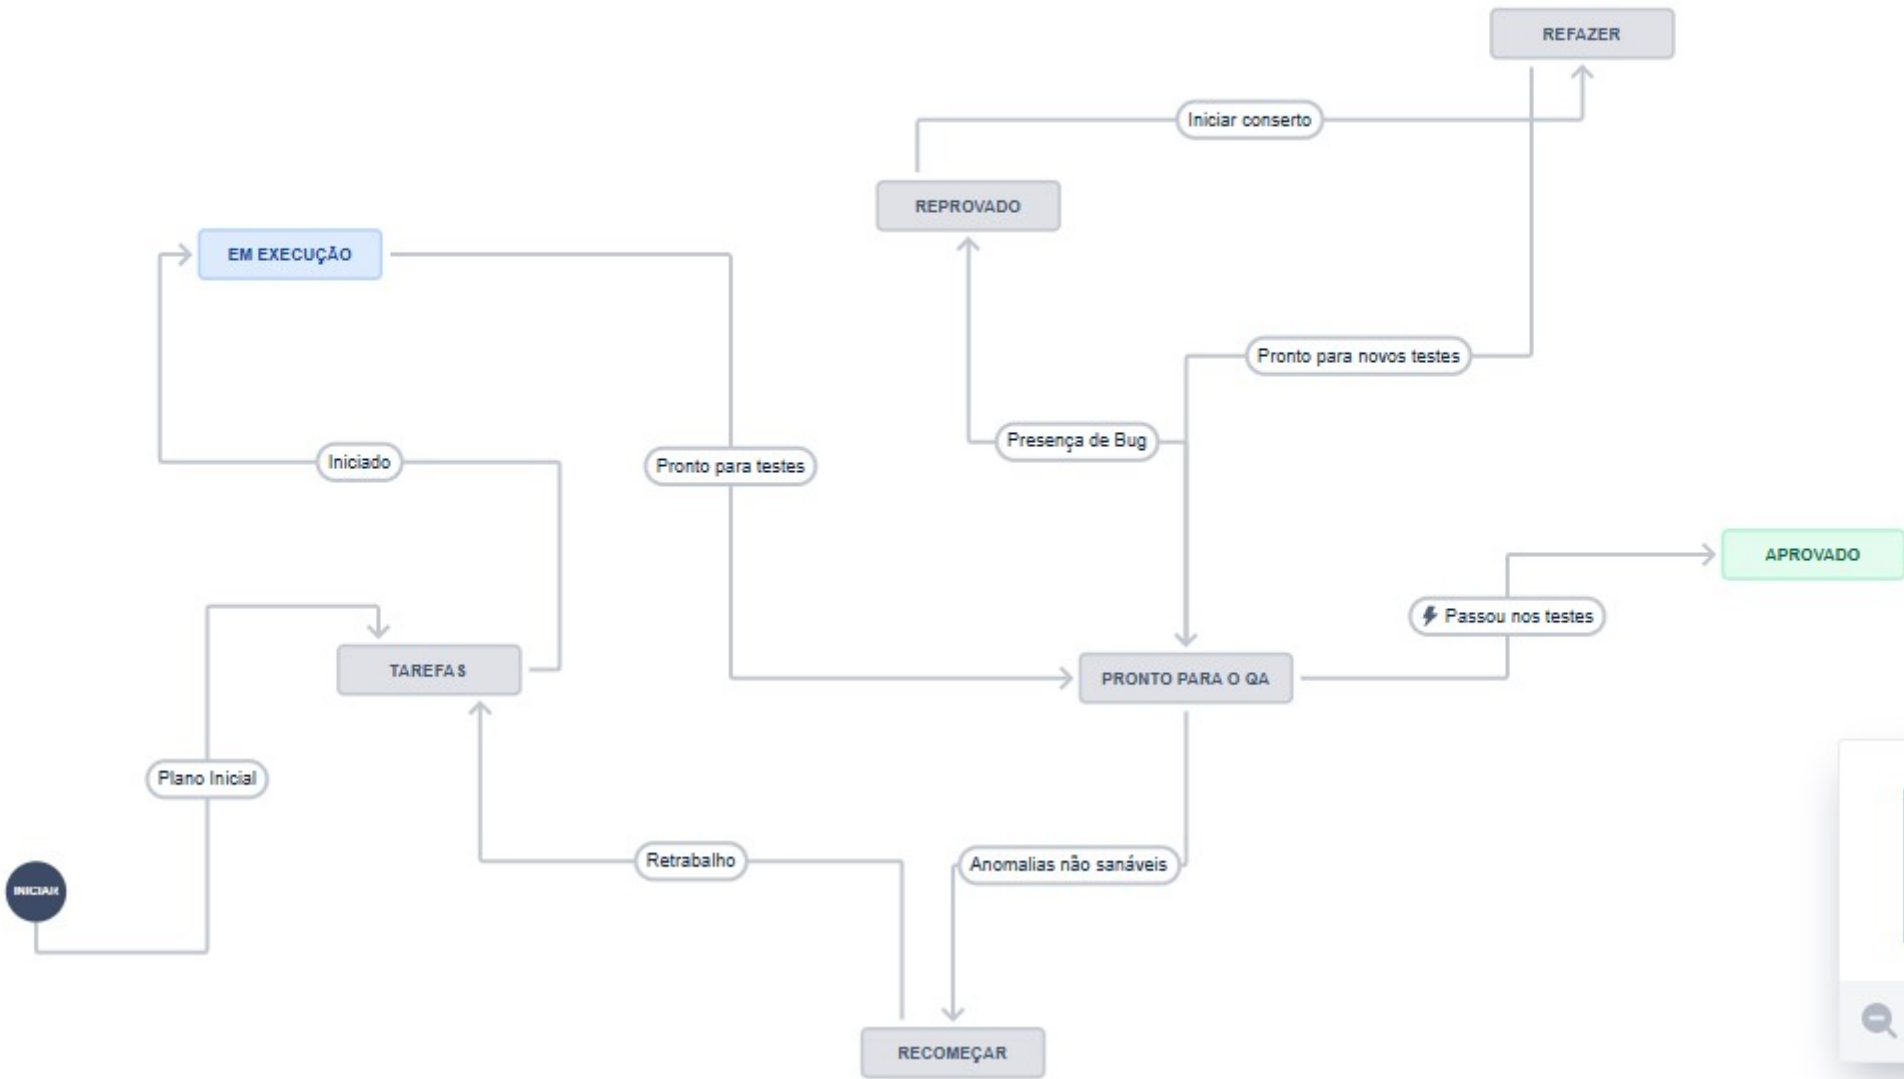 REFAZER
Iniciar conserto
REPROVADO
EM EXECUÇÃO
Pronto para novos testes
Presença de Bug
Iniciado
Pronto para testes
APROVADO
Passou nos testes
TAREFAS
PRONTO PARA O QA
Plano Inicial
Retrabalho
Anomalias não sanáveis
INICIAR
RECOMEÇAR